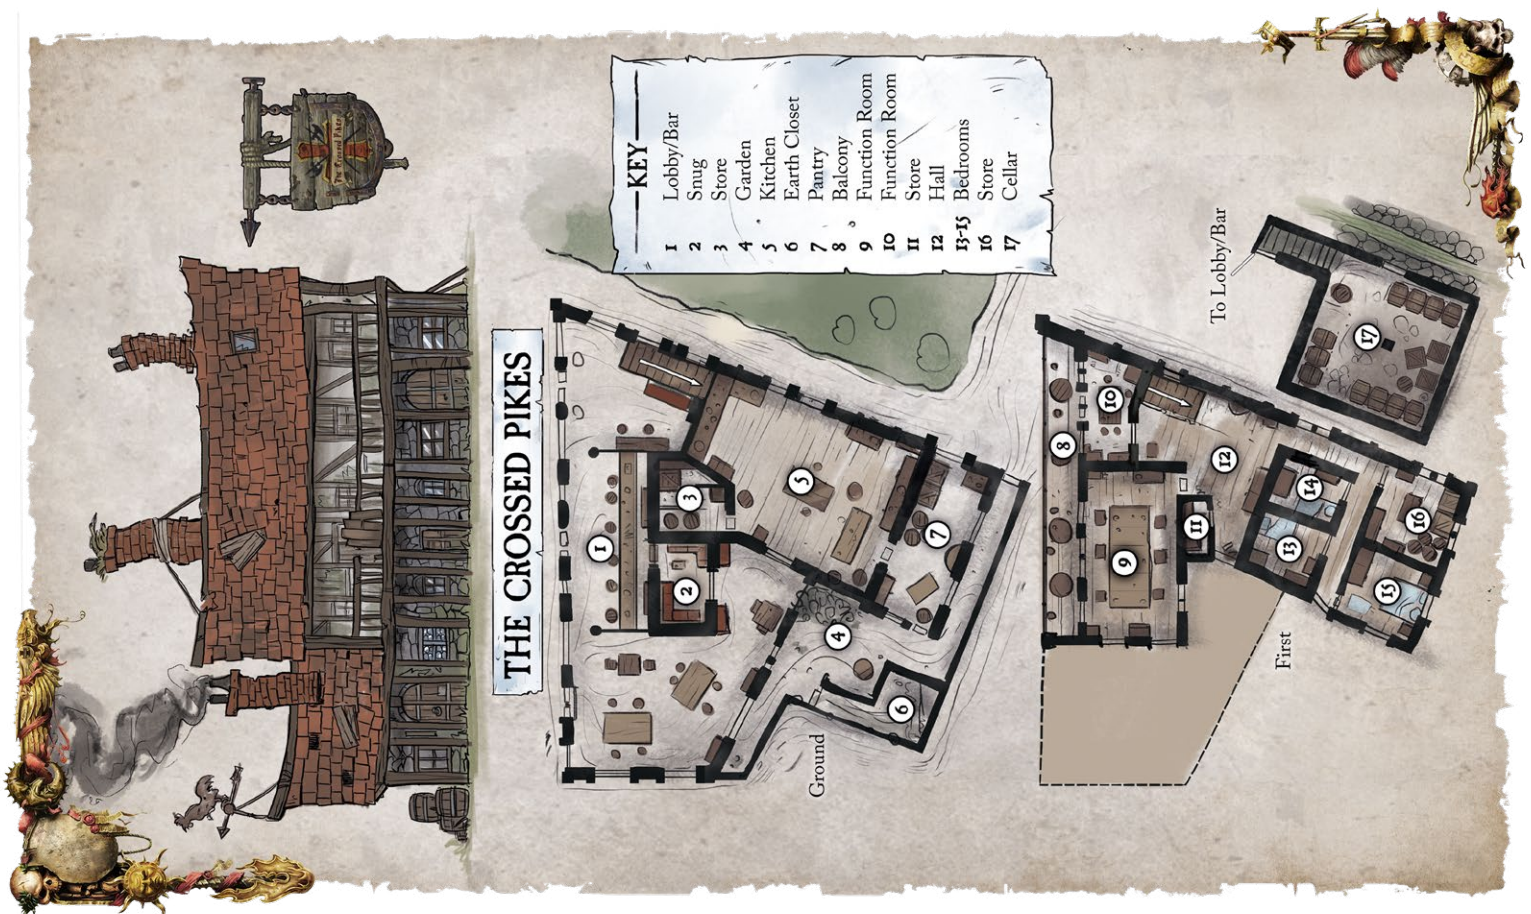 The Crossed Pikes
THE CROSSED PIKES
KEY
1 Lobby/Bar
2 Snug
3 Store
4 Garden
5 Kitchen
6 Earth Closet
7 Pantry
8 Balcony
9 Function Room
10 Function Room
11 Store
12 Hall
13-15 Bedrooms
16 Store
17 Cellar
1
2
3
4
5
6
7
Ground
8
9
10
11
12
13
14
15
16
First
To Lobby/Bar
17